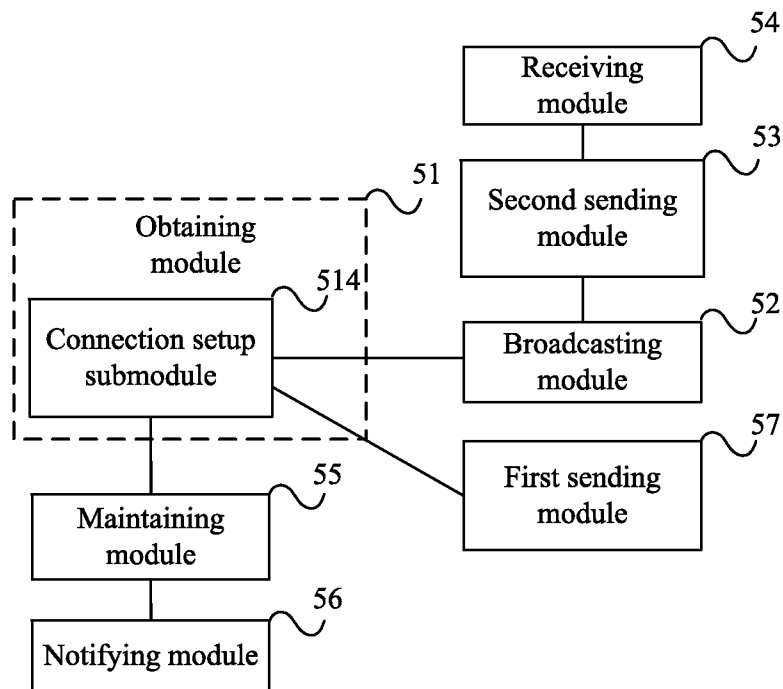 54
Receiving
module
53
Second sending
module
51
Obtaining
module
514
Connection setup
submodule
52
Broadcasting
module
57
First sending
module
55
Maintaining
module
56
Notifying module